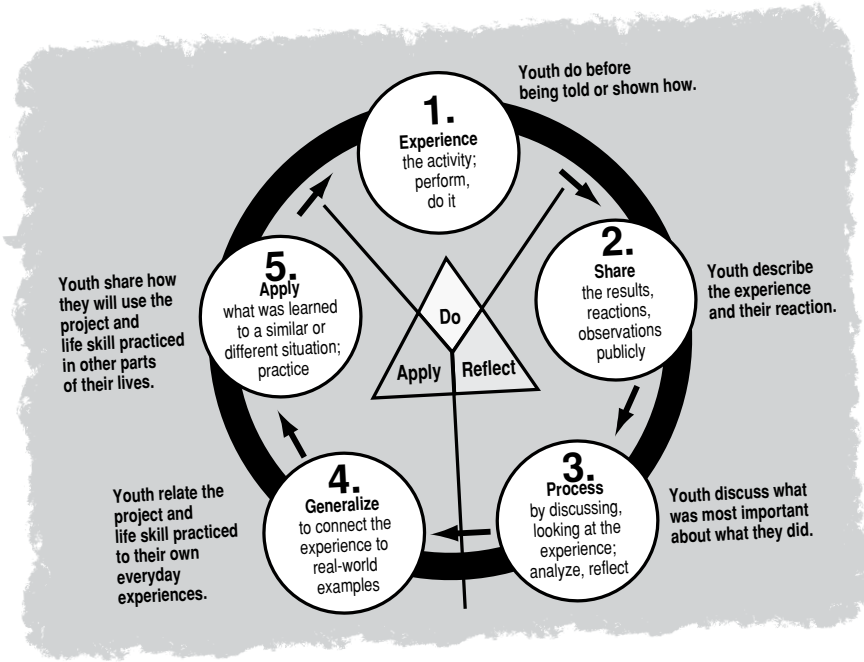 1.
Experience
the activity;
perform,
do it
Youth do before
being told or shown how.
2.
Share
the results,
reactions,
observations
publicly
Youth describe
the experience
and their reaction.
3.
Process
by discussing,
looking at the
experience;
analyze, reflect
Youth discuss what
was most important
about what they did.
4.
Generalize
to connect the
experience to
real-world
examples
Youth relate the
project and
life skill practiced
to their own
everyday
experiences.
5.
Apply
what was learned
to a similar or
different situation;
practice
Youth share how
they will use the
project and
life skill practiced
in other parts
of their lives.
Do
Reflect
Apply